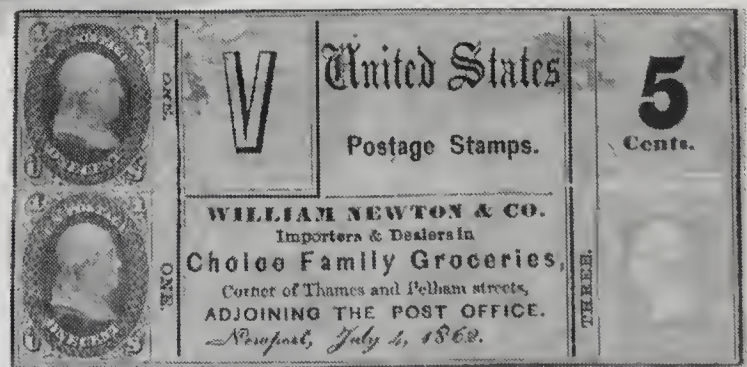 ONE.
ONE.
V
United States
Postage Stamps.
WILLIAM NEWTON & CO.
Importers & Dealers in
Choice Family Groceries,
Corner of Thames and Pelham streets,
ADJOINING THE POST OFFICE.
Newport, July 4, 1862.
THREE.
5
Cents.